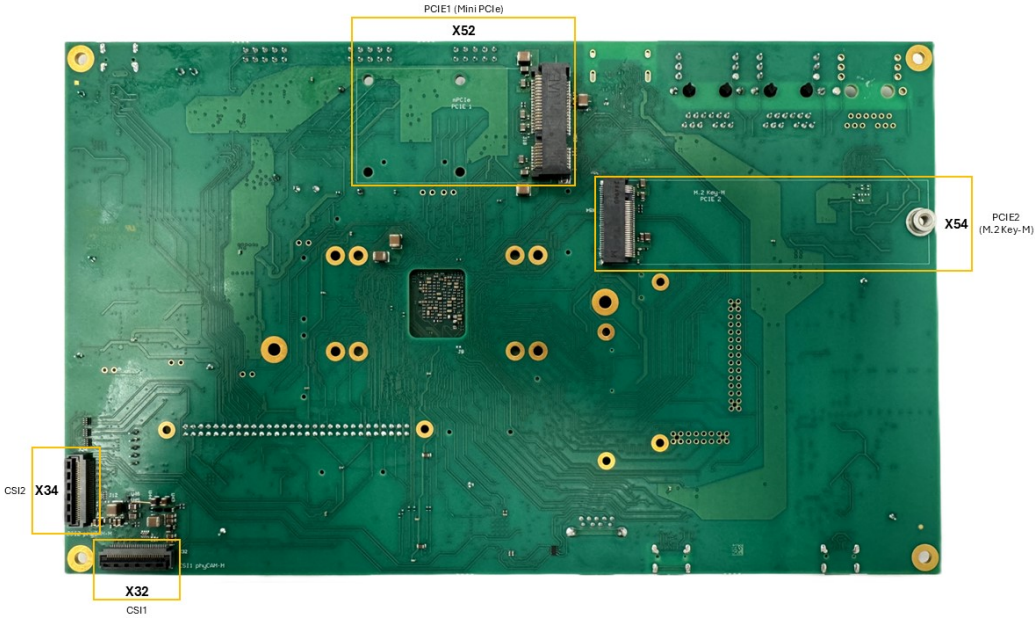 PCIE1 (Mini PCIe)
X52
mPCIe
PCIE 1
M.2 Key-M
PCIE 2
X54
PCIE2
(M.2 Key-M)
CSI2
X34
CSI1 phyCAM-M
X32
CSI1